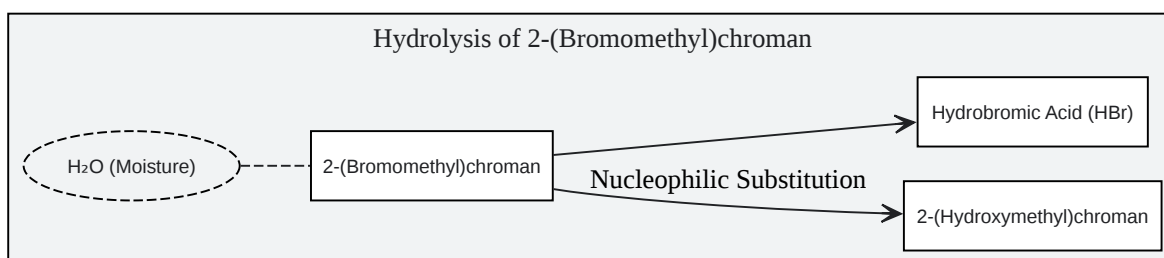 Hydrolysis of 2-(Bromomethyl)chroman
Hydrobromic Acid (HBr)
H₂O (Moisture)
2-(Bromomethyl)chroman
Nucleophilic Substitution
2-(Hydroxymethyl)chroman